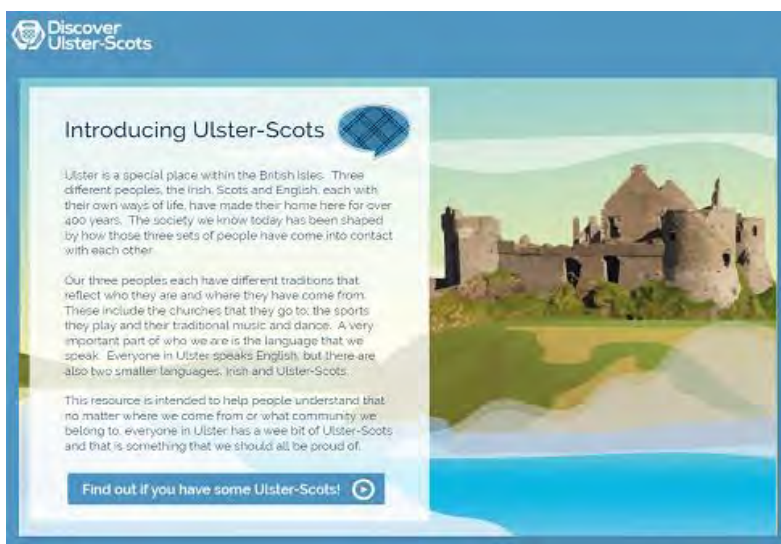 Discover
Ulster-Scots
Introducing Ulster-Scots
Ulster is a special place within the British Isles. Three
different peoples, the Irish, Scots and English, each with
their own ways of life, have made their home here for over
400 years. The society we know today has been shaped
by how those three sets of people have come into contact
with each other.
Our three peoples each have different traditions that
reflect who they are and where they have come from.
These include the churches that they go to, the sports
they play and their traditional music and dance. A very
important part of who we are is the language that we
speak. Everyone in Ulster speaks English, but there are
also two smaller languages, Irish and Ulster-Scots.
This resource is intended to help people understand that
no matter where we come from or what community we
belong to, everyone in Ulster has a wee bit of Ulster-Scots
and that is something that we should all be proud of.
Find out if you have some Ulster-Scots!